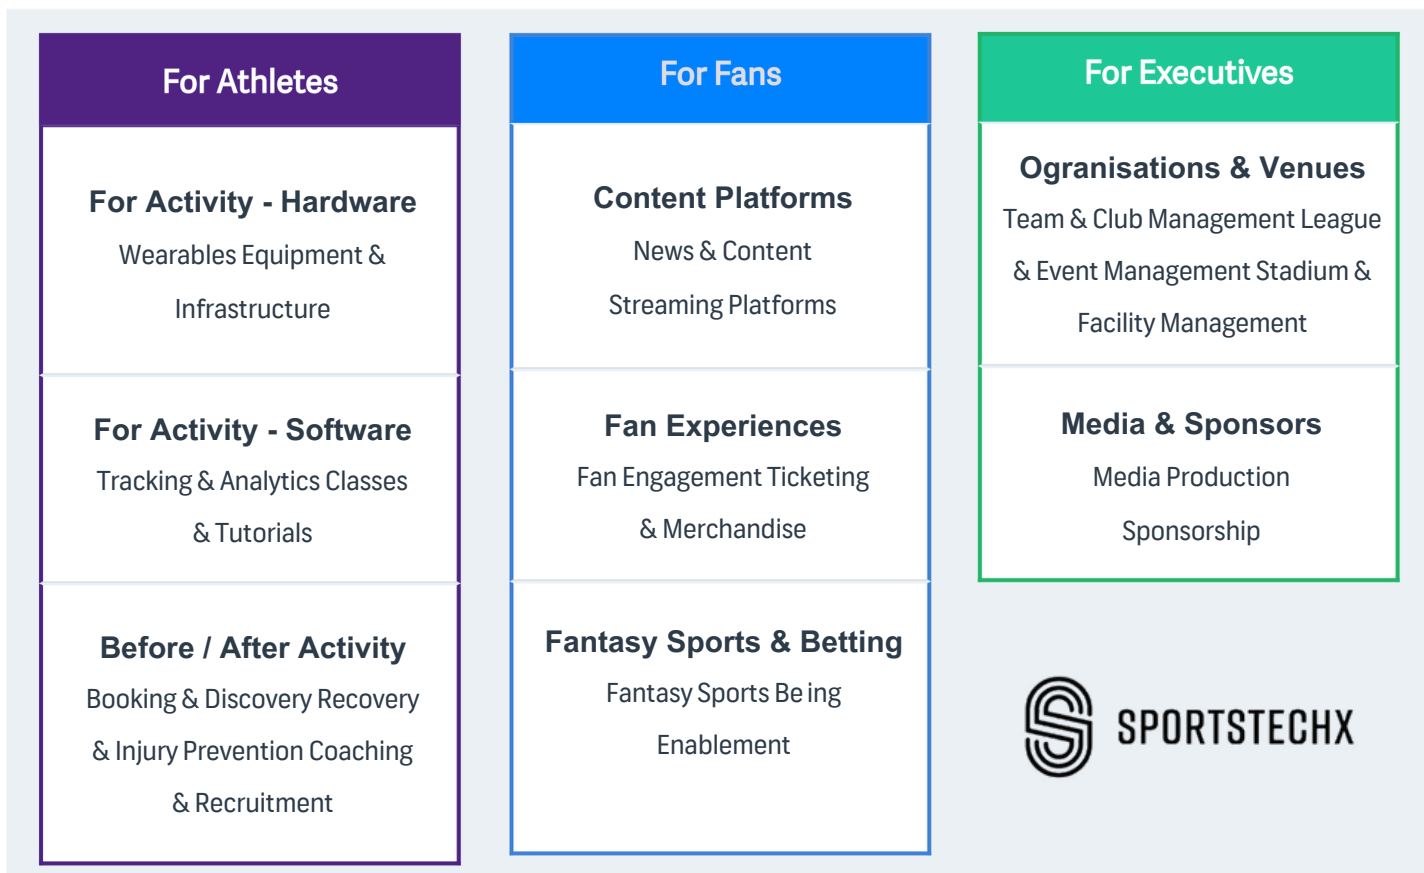 For Athletes
For Activity - Hardware
Wearables Equipment &
Infrastructure
For Activity - Software
Tracking & Analytics Classes
& Tutorials
Before / After Activity
Booking & Discovery Recovery
& Injury Prevention Coaching
& Recruitment
For Fans
Content Platforms
News & Content
Streaming Platforms
Fan Experiences
Fan Engagement Ticketing
& Merchandise
Fantasy Sports & Betting
Fantasy Sports Be ing
Enablement
For Executives
Ogranisations & Venues
Team & Club Management League
& Event Management Stadium &
Facility Management
Media & Sponsors
Media Production
Sponsorship
SPORTSTECHX